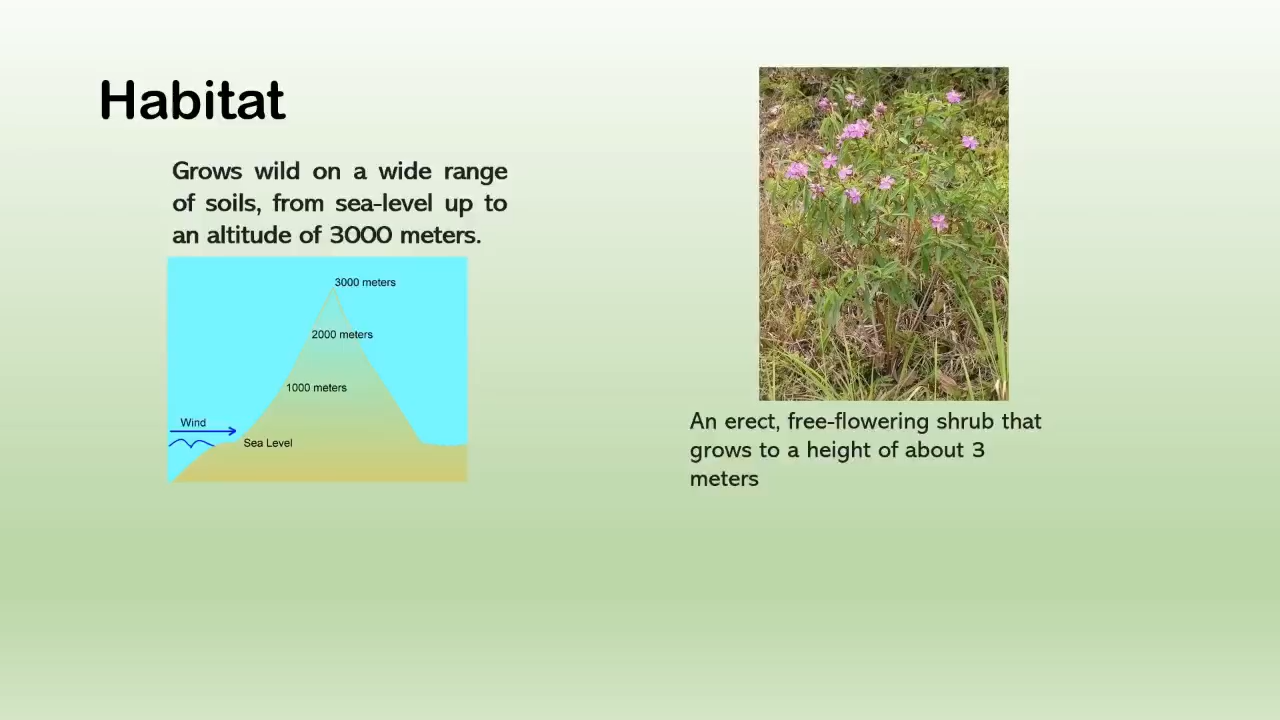 Habitat
Grows wild on a wide range
of soils, from sea-level up to
an altitude of 3000 meters.
3000 meters
2000 meters
1000 meters
Wind
Sea Level
An erect, free-flowering shrub that
grows to a height of about 3
meters